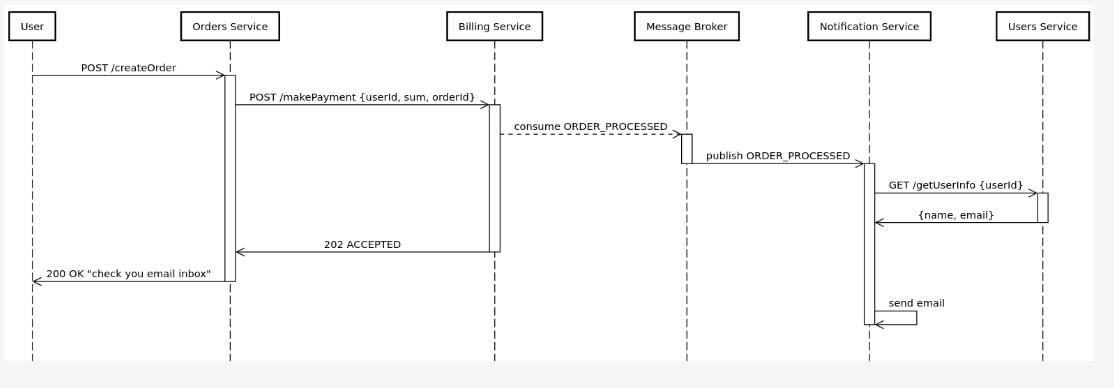 User
Orders Service
Billing Service
Message Broker
Notification Service
Users Service
POST /createOrder
POST /makePayment {userId, sum, orderId}
consume ORDER_PROCESSED
publish ORDER_PROCESSED
GET /getUserInfo {userId}
{name, email}
202 ACCEPTED
200 OK "check you email inbox"
send email